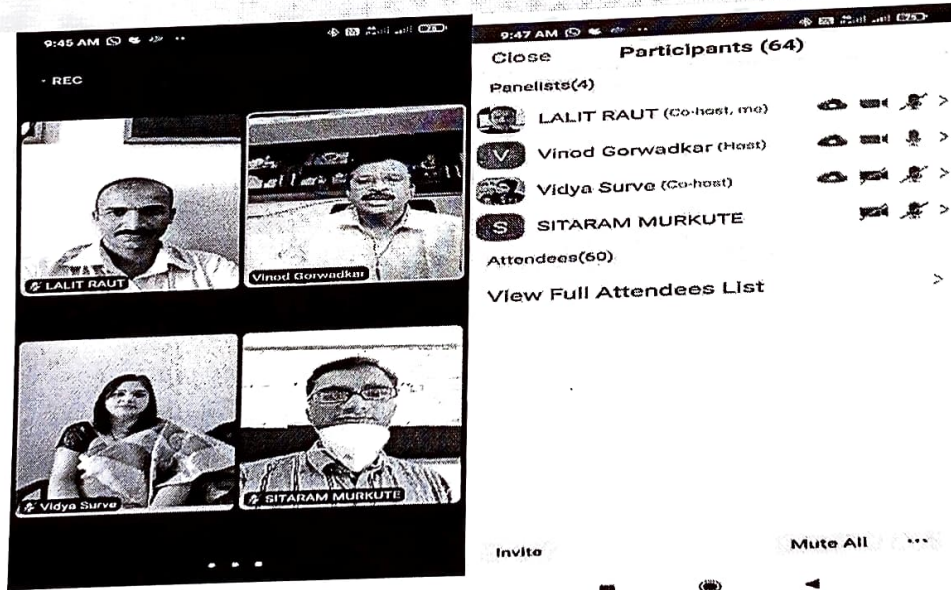 9:45 AM
• REC
LALIT RAUT
Vinod Gorwadkar
Vidya Surve
SITARAM MURKUTE
9:47 AM
Close Participants (64)
Panelists(4)
LALIT RAUT (Co-host, me)
V Vinod Gorwadkar (Host)
Vidya Surve (Co-host)
S SITARAM MURKUTE
Attendees(60)
View Full Attendees List
Invite Mute All